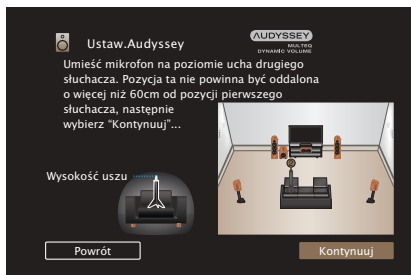 Ustaw.Audyssey
AUDYSSEY
MULTEQ
DYNAMIC VOLUME
Umieść mikrofon na poziomie ucha drugiego
słuchacza. Pozycja ta nie powinna być oddalona
o więcej niż 60cm od pozycji pierwszego
słuchacza, następnie
wybierz “Kontynuuj”...
Wysokość uszu
Powrót
Kontynuuj